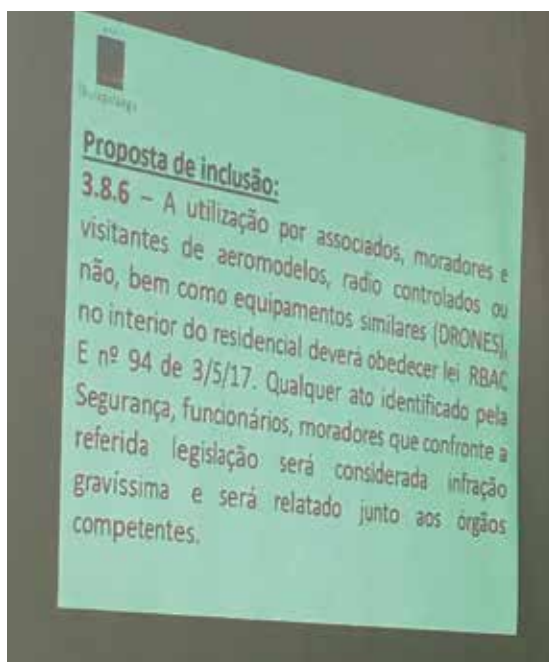 Proposta de inclusão:
3.8.6 – A utilização por associados, moradores e
visitantes de aeromodelos, radio controlados ou
não, bem como equipamentos similares (DRONES),
no interior do residencial deverá obedecer lei RBAC
E nº 94 de 3/5/17. Qualquer ato identificado pela
Segurança, funcionários, moradores que confronte a
referida legislação será considerada infração
gravíssima e será relatado junto aos órgãos
competentes.